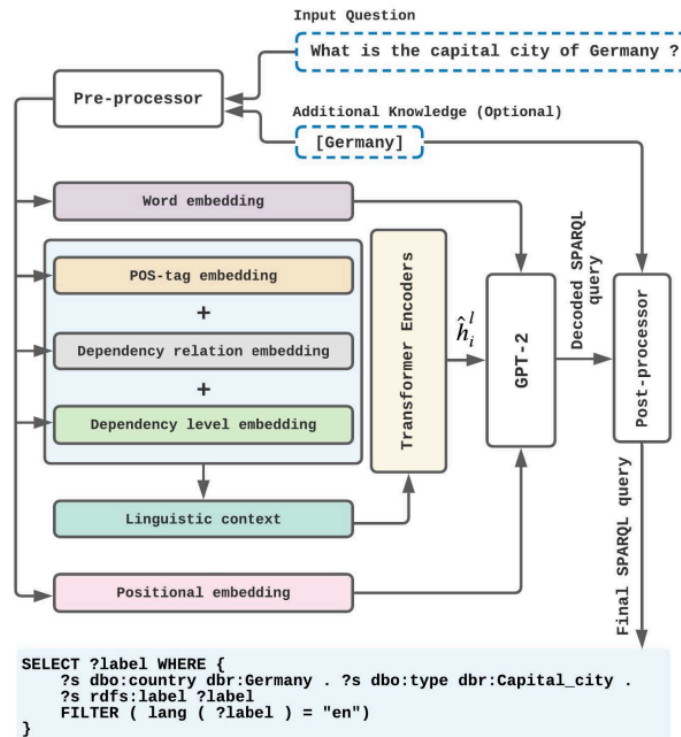 Input Question
What is the capital city of Germany ?
Pre-processor
Additional Knowledge (Optional)
[Germany]
Word embedding
POS-tag embedding
+
Dependency relation embedding
+
Dependency level embedding
Linguistic context
Positional embedding
Transformer Encoders
ĥ_i^l
GPT-2
Decoded SPARQL
query
Post-processor
Final SPARQL query
SELECT ?label WHERE {
?s dbo:country dbr:Germany . ?s dbo:type dbr:Capital_city .
?s rdfs:label ?label
FILTER ( lang ( ?label ) = "en")
}